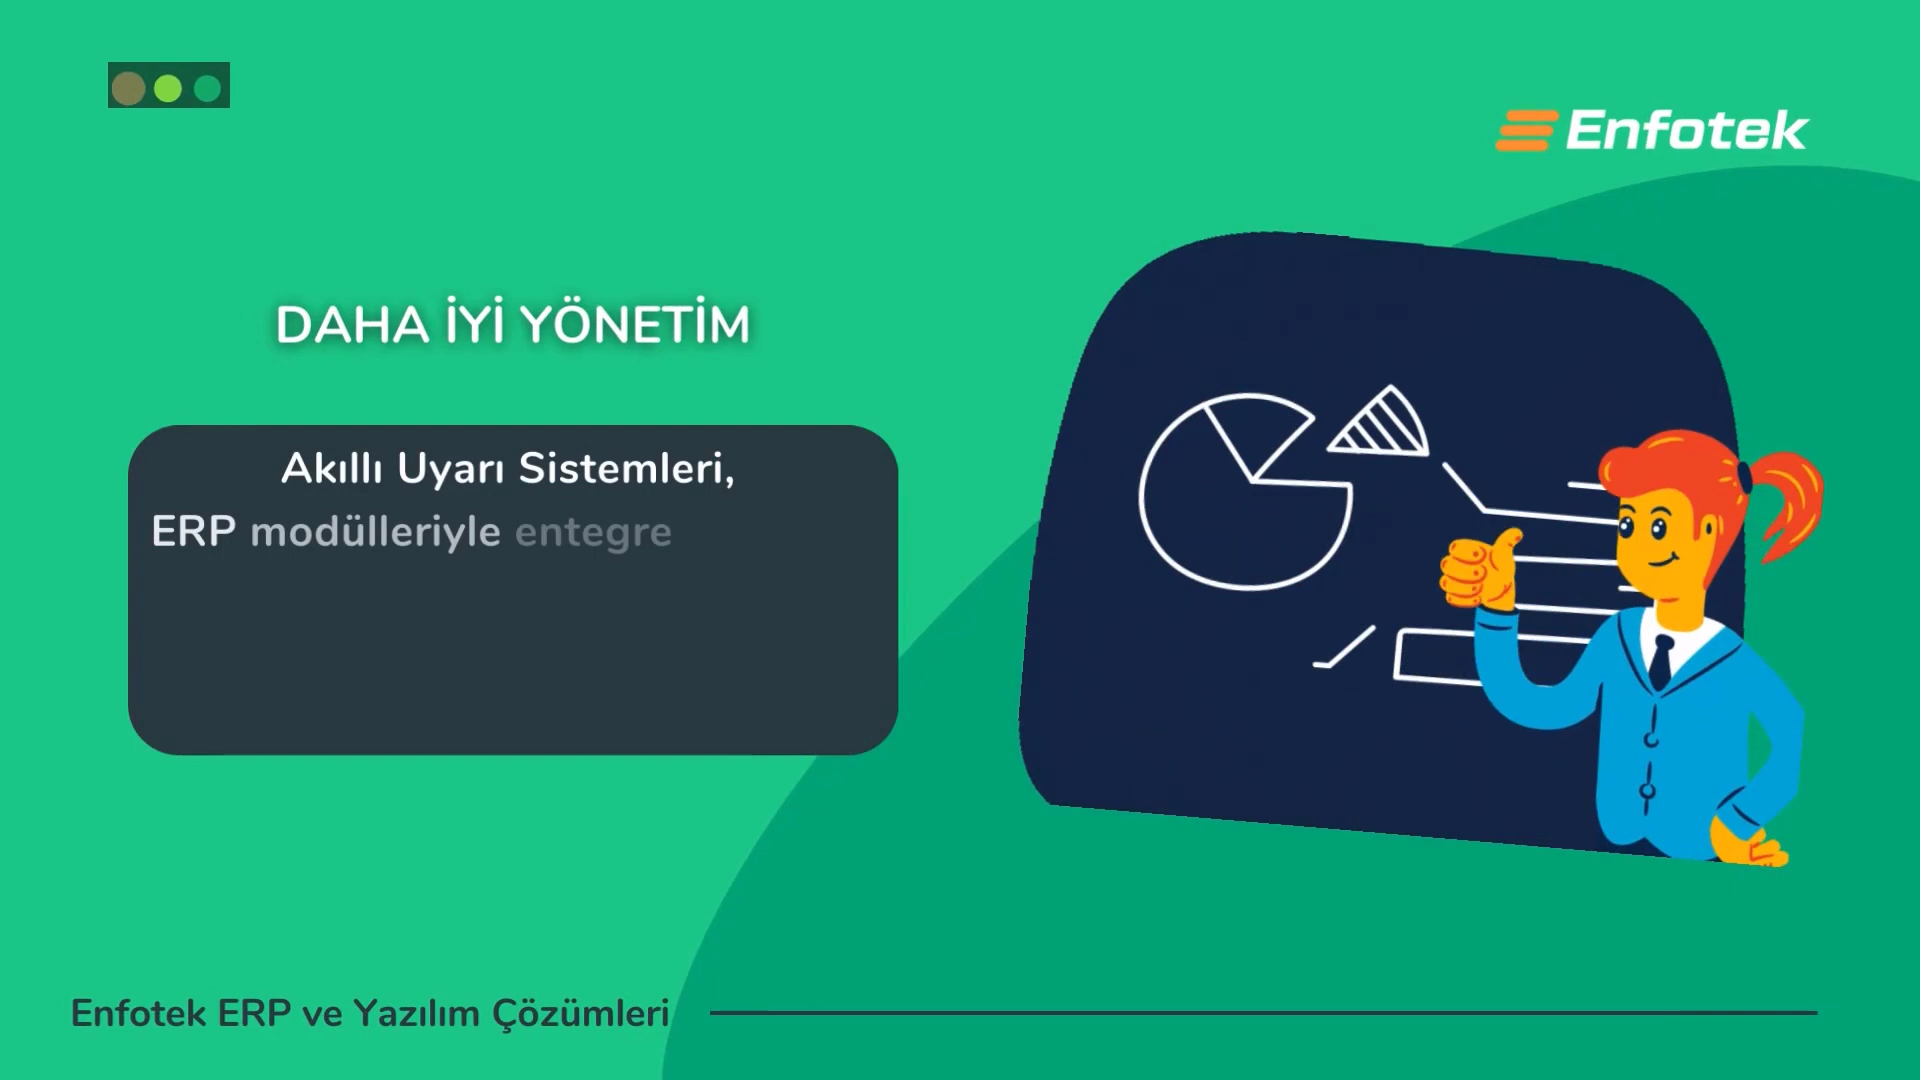 Enfotek
DAHA İYİ YÖNETİM
Akıllı Uyarı Sistemleri,
ERP modülleriyle entegre
Enfotek ERP ve Yazılım Çözümleri